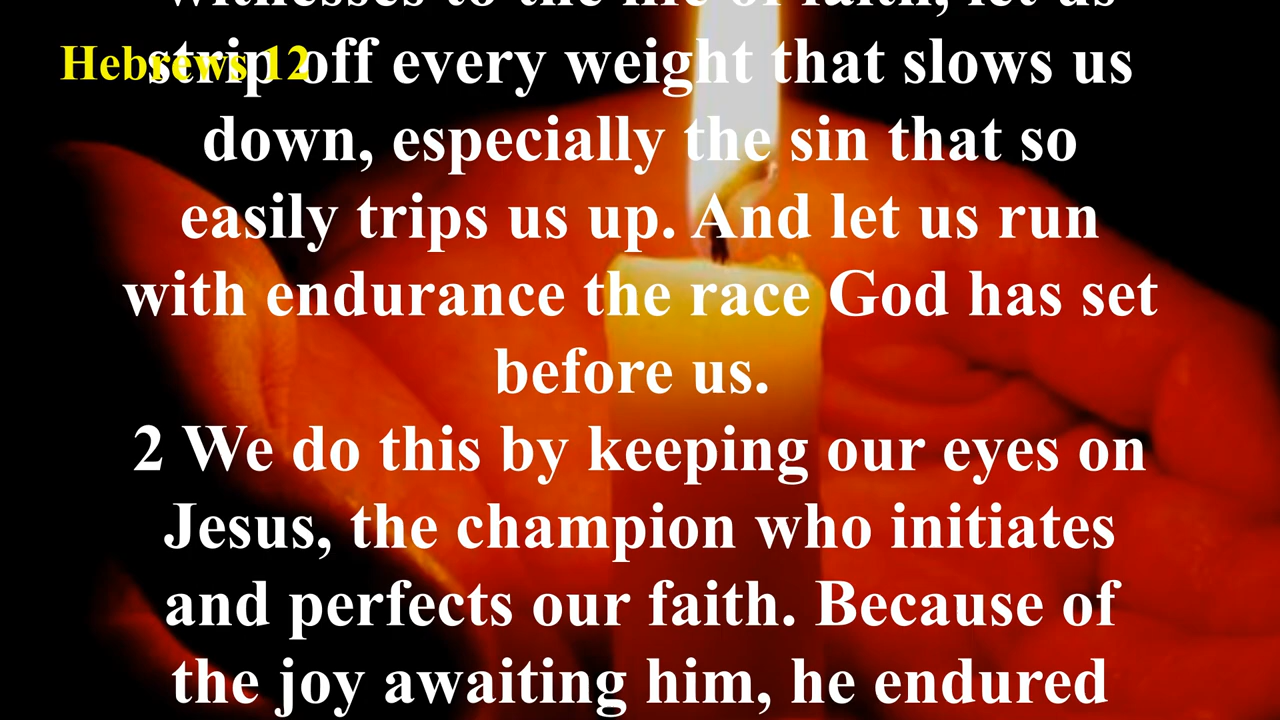 witnesses to the life of faith, let us
Hebrews 12
strip off every weight that slows us
down, especially the sin that so
easily trips us up. And let us run
with endurance the race God has set
before us.
2 We do this by keeping our eyes on
Jesus, the champion who initiates
and perfects our faith. Because of
the joy awaiting him, he endured